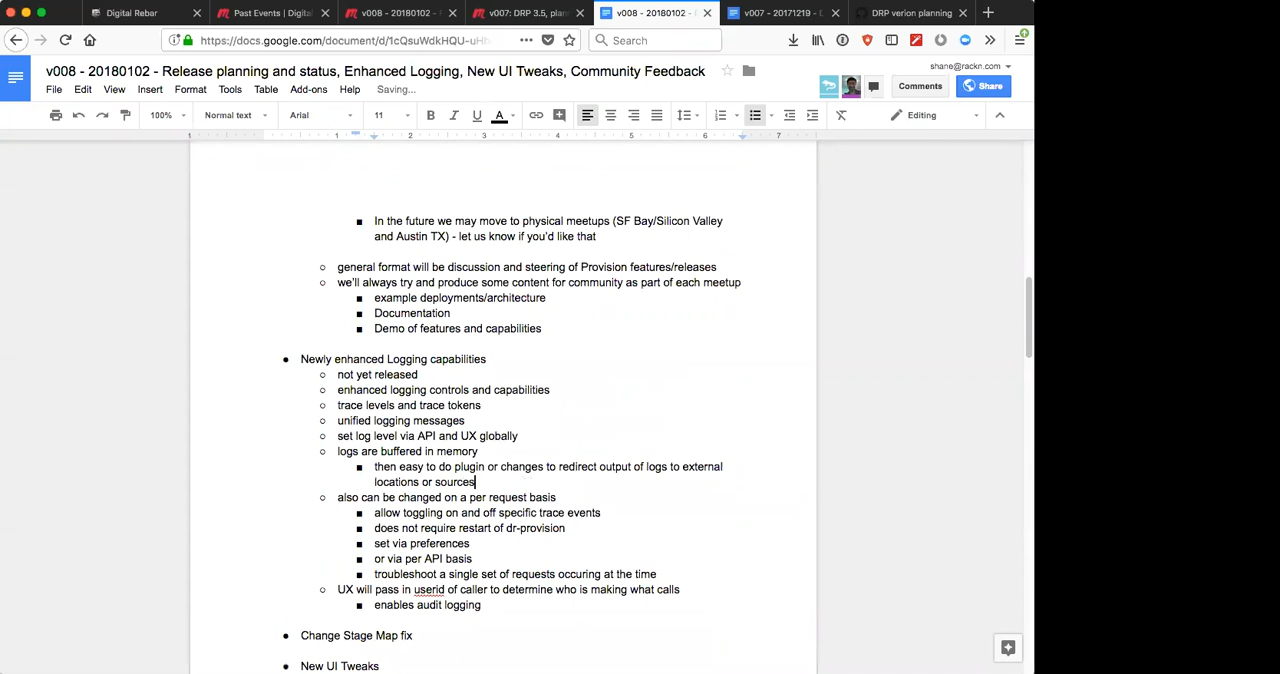 Digital Rebar
Past Events | Digital
v008 - 20180102 -
v007: DRP 3.5, plan
v008 - 20180102 -
v007 - 20171219 -
DRP verion planning
https://docs.google.com/document/d/1cQsuWdkHQU-uH
Search
v008 - 20180102 - Release planning and status, Enhanced Logging, New UI Tweaks, Community Feedback
shane@rackn.com
File Edit View Insert Format Tools Table Add-ons Help Saving...
Comments
Share
100% Normal text Arial 11 B I U A Editing
1 1 2 3 4 5 6 7
In the future we may move to physical meetups (SF Bay/Silicon Valley
and Austin TX) - let us know if you'd like that
general format will be discussion and steering of Provision features/releases
we'll always try and produce some content for community as part of each meetup
example deployments/architecture
Documentation
Demo of features and capabilities
Newly enhanced Logging capabilities
not yet released
enhanced logging controls and capabilities
trace levels and trace tokens
unified logging messages
set log level via API and UX globally
logs are buffered in memory
then easy to do plugin or changes to redirect output of logs to external
locations or sources
also can be changed on a per request basis
allow toggling on and off specific trace events
does not require restart of dr-provision
set via preferences
or via per API basis
troubleshoot a single set of requests occuring at the time
UX will pass in userid of caller to determine who is making what calls
enables audit logging
Change Stage Map fix
New UI Tweaks